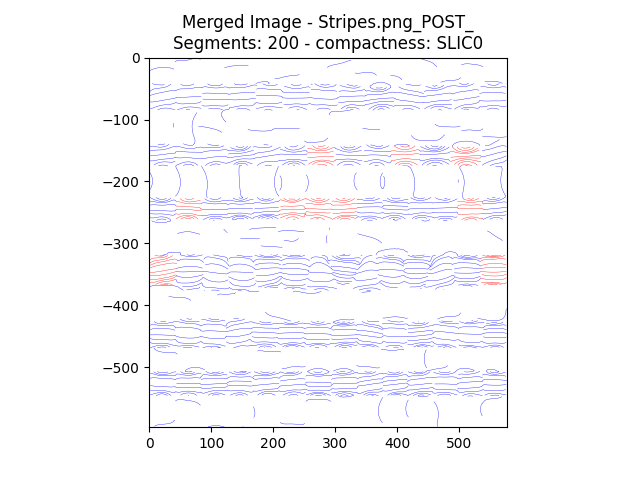 Merged Image - Stripes.png_POST_
Segments: 200 - compactness: SLIC0
0
−100
−200
−300
−400
−500
0 100 200 300 400 500